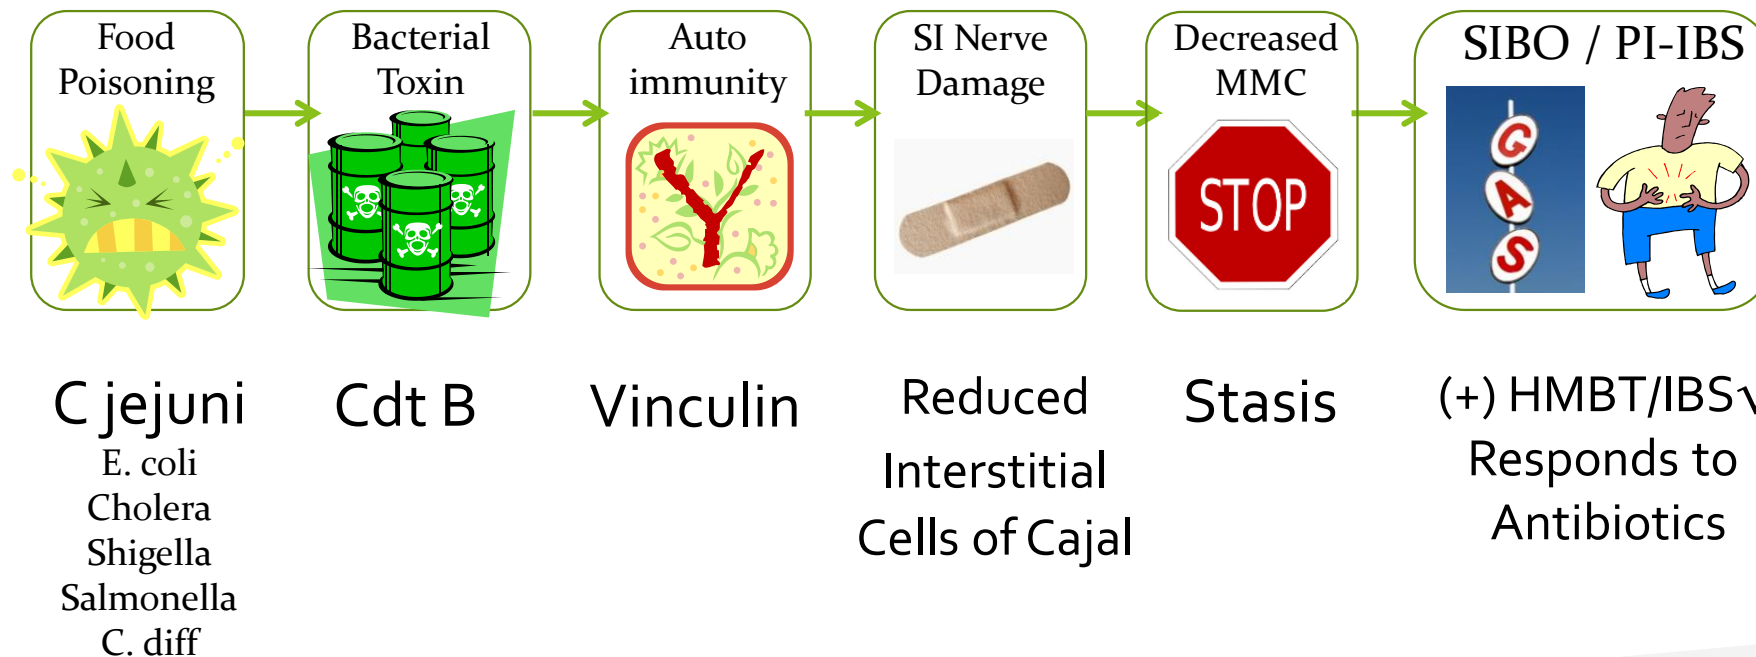 Food
Poisoning
Bacterial
Toxin
Auto
immunity
SI Nerve
Damage
Decreased
MMC
STOP
SIBO / PI-IBS
G
A
S
C jejuni
E. coli
Cholera
Shigella
Salmonella
C. diff
Cdt B
Vinculin
Reduced
Interstitial
Cells of Cajal
Stasis
(+) HMBT/IBS√
Responds to
Antibiotics